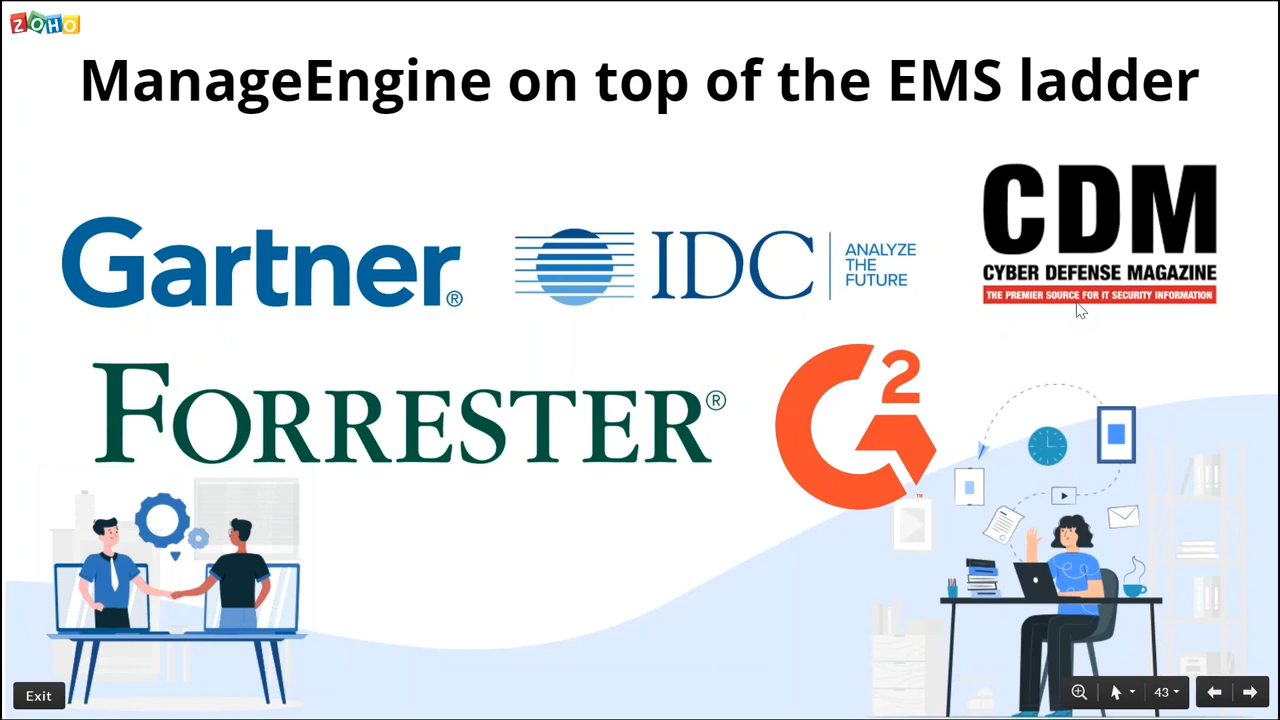 ZOHO
ManageEngine on top of the EMS ladder
Gartner®
IDC
ANALYZE
THE
FUTURE
CDM
CYBER DEFENSE MAGAZINE
THE PREMIER SOURCE FOR IT SECURITY INFORMATION
FORRESTER®
G2™
Exit
43